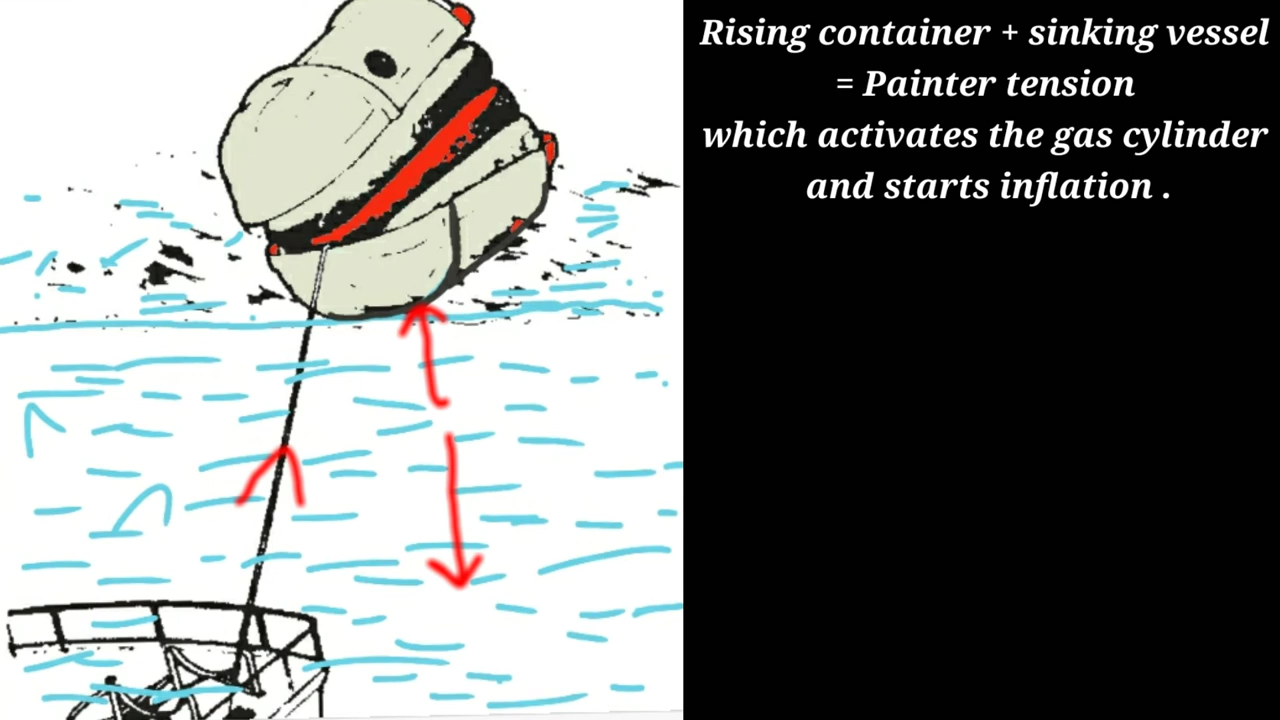 Rising container + sinking vessel
= Painter tension
which activates the gas cylinder
and starts inflation .